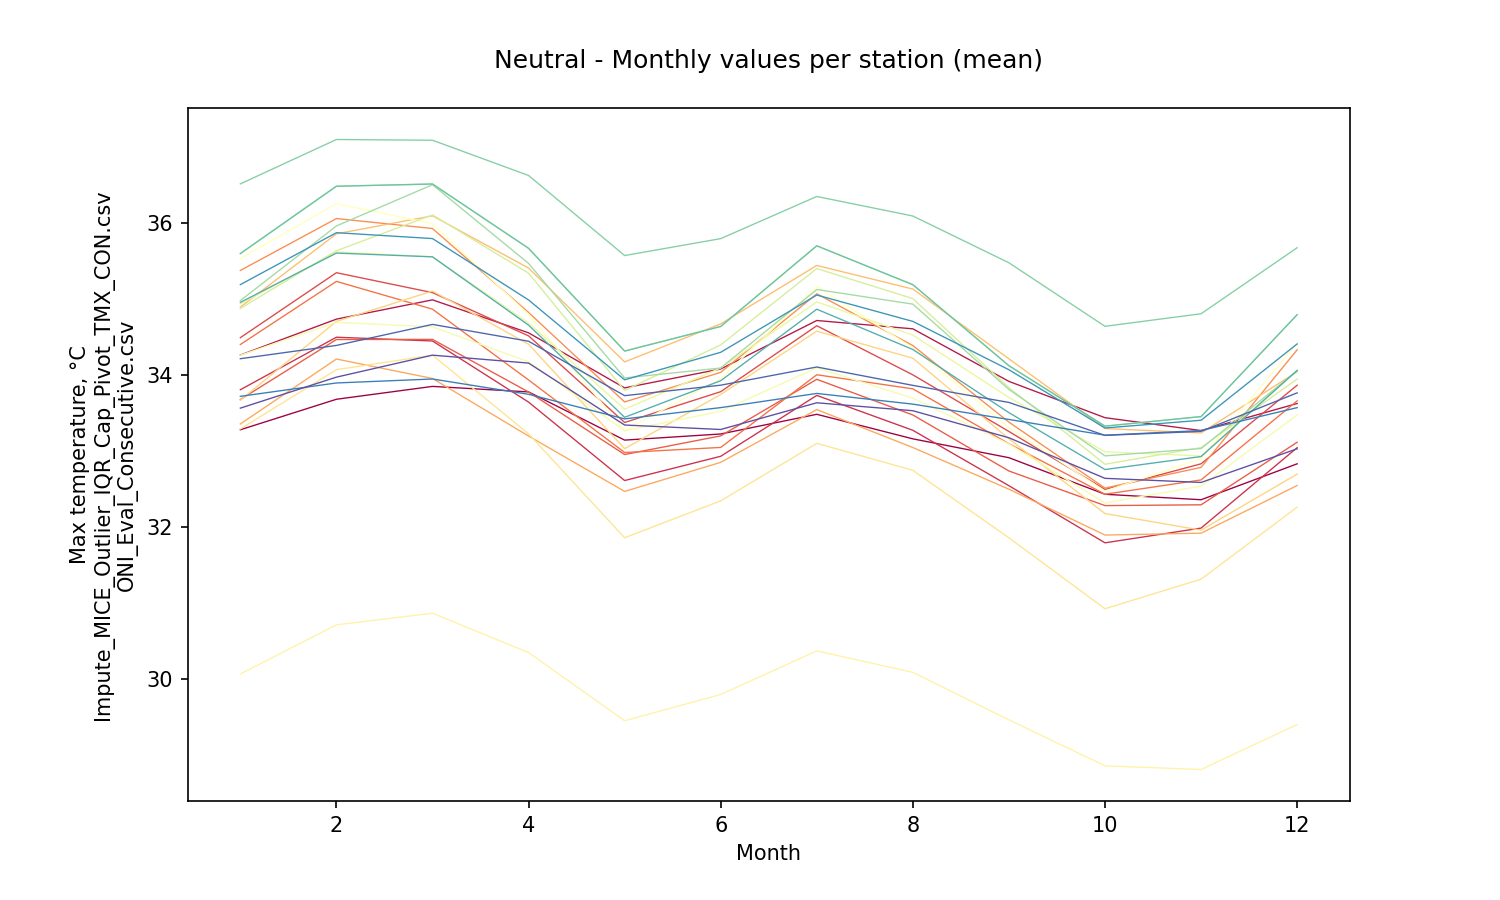 Neutral - Monthly values per station (mean)
Max temperature, °C
Impute_MICE_Outlier_IQR_Cap_Pivot_TMX_CON.csv
ONI_Eval_Consecutive.csv
36
34
32
30
2 4 6 8 10 12
Month